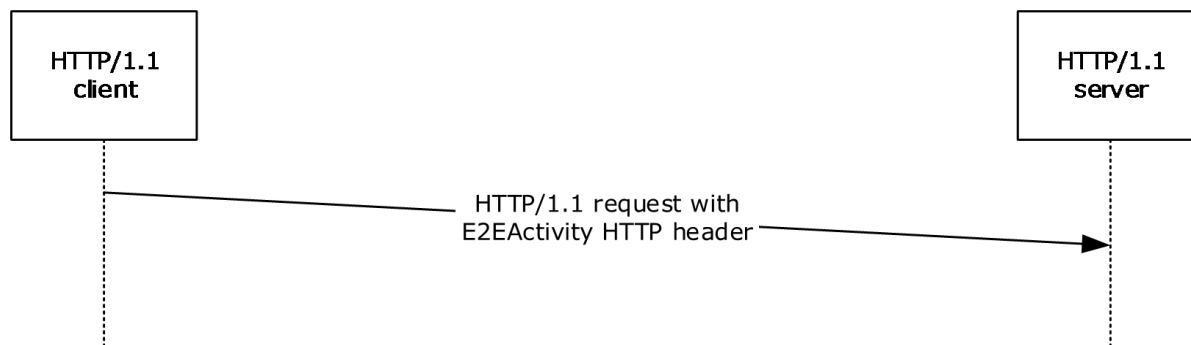 HTTP/1.1
client
HTTP/1.1
server
HTTP/1.1 request with
E2EActivity HTTP header